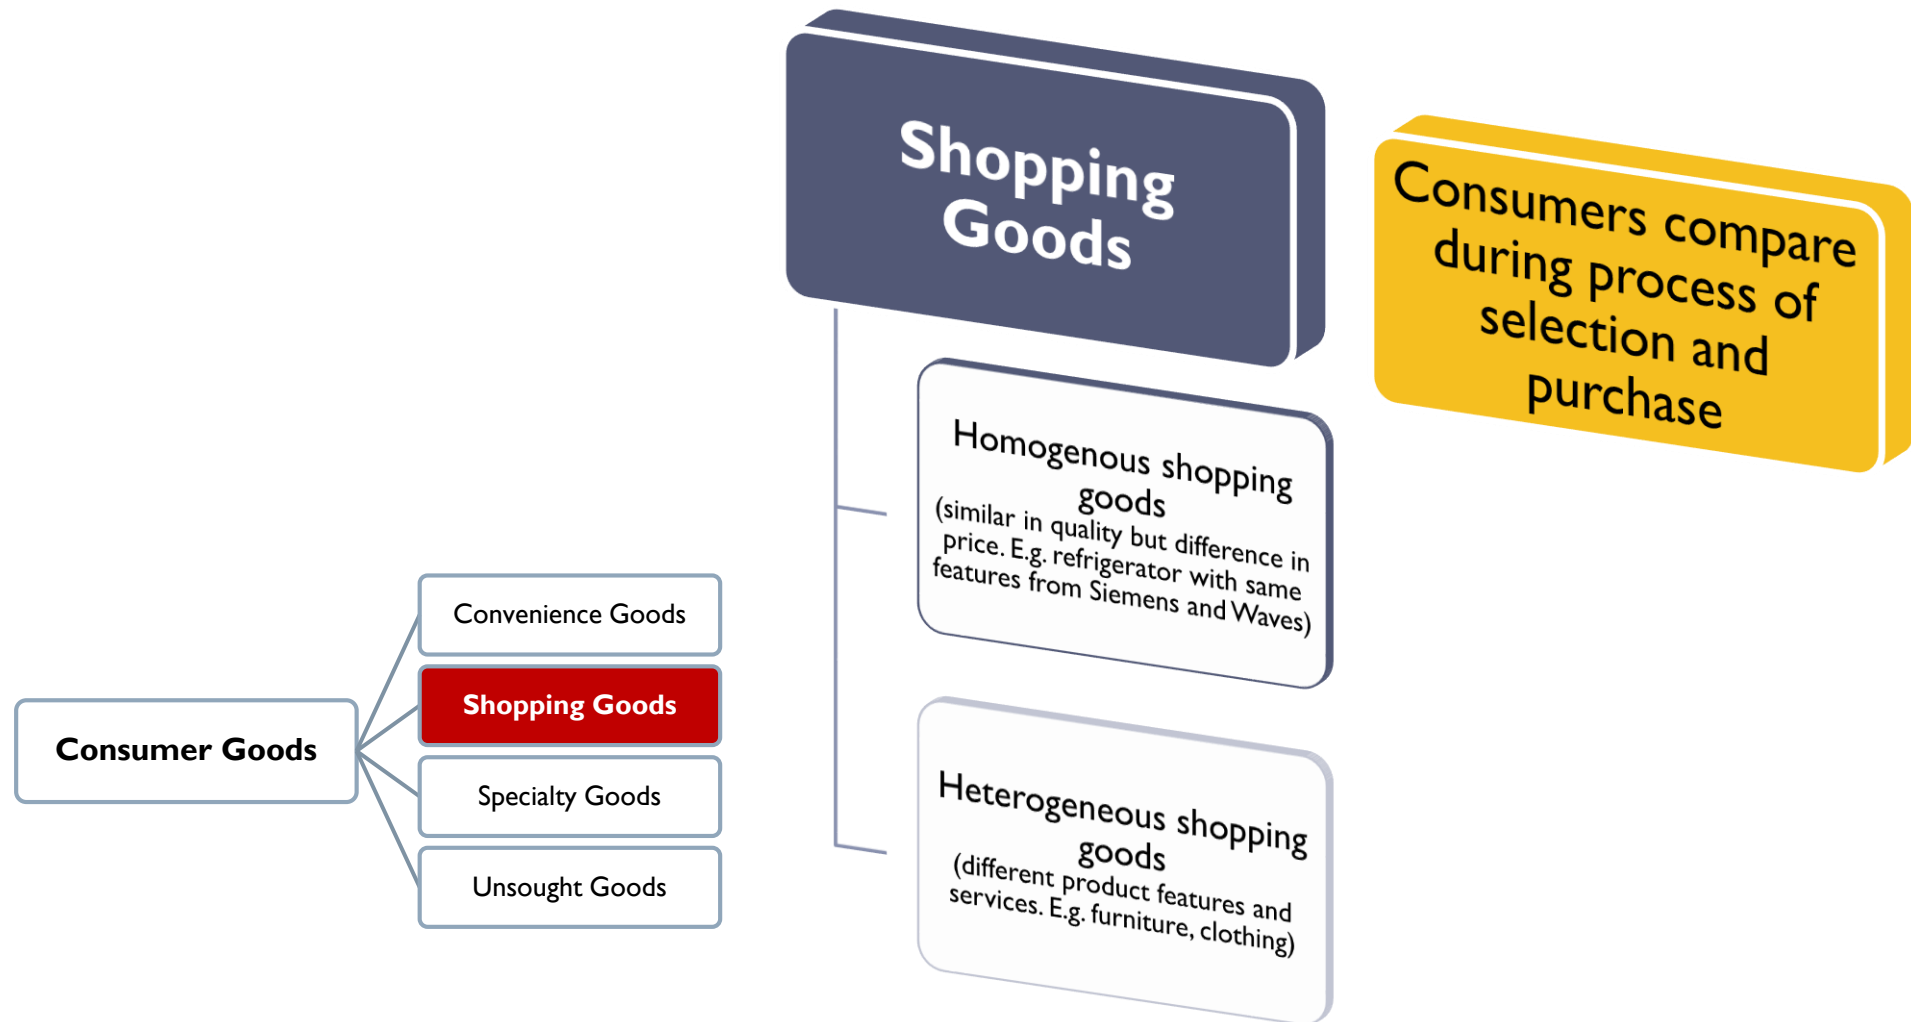 Shopping
Goods
Consumers compare
during process of
selection and
purchase
Homogenous shopping
goods
(similar in quality but difference in
price. E.g. refrigerator with same
features from Siemens and Waves)
Heterogeneous shopping
goods
(different product features and
services. E.g. furniture, clothing)
Consumer Goods
Convenience Goods
Shopping Goods
Specialty Goods
Unsought Goods